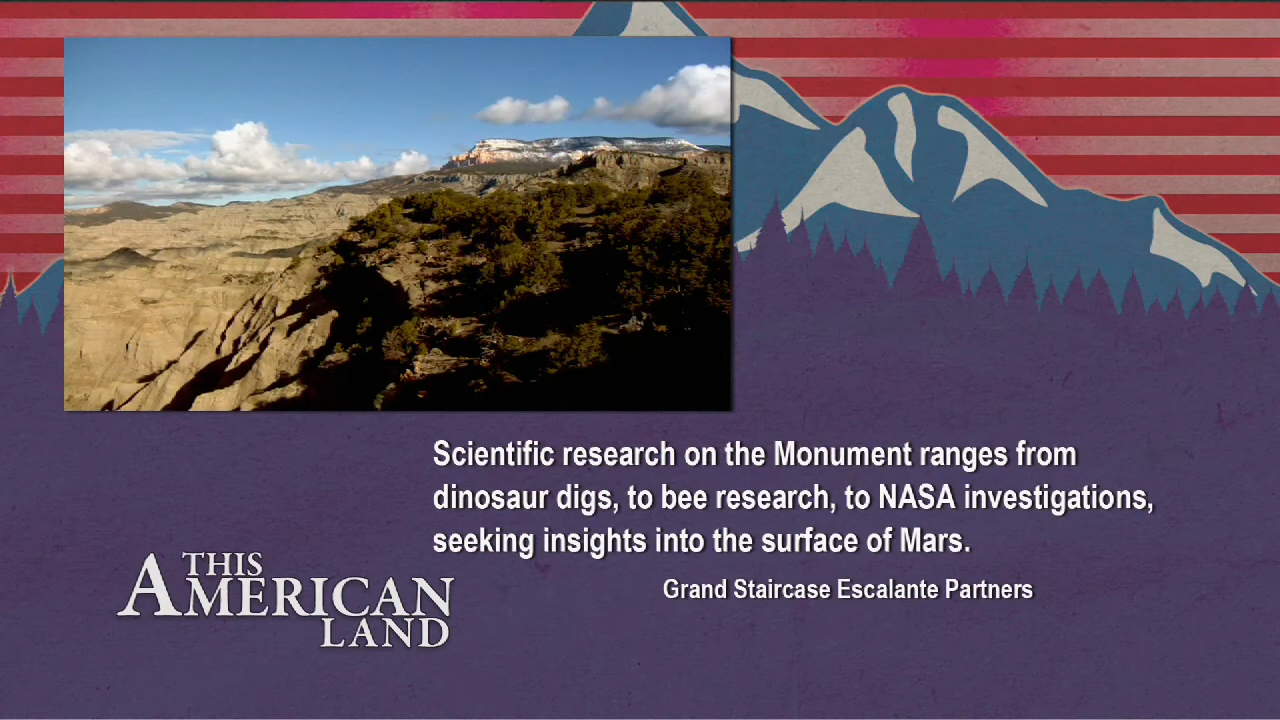 Scientific research on the Monument ranges from
dinosaur digs, to bee research, to NASA investigations,
seeking insights into the surface of Mars.
Grand Staircase Escalante Partners
THIS
AMERICAN
LAND